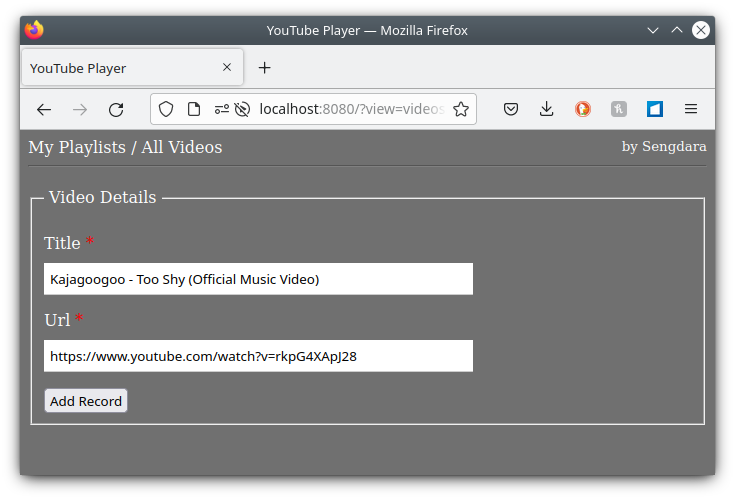 YouTube Player — Mozilla Firefox
YouTube Player
localhost:8080/?view=videos
My Playlists / All Videos
by Sengdara
Video Details
Title *
Kajagoogoo - Too Shy (Official Music Video)
Url *
https://www.youtube.com/watch?v=rkpG4XApJ28
Add Record